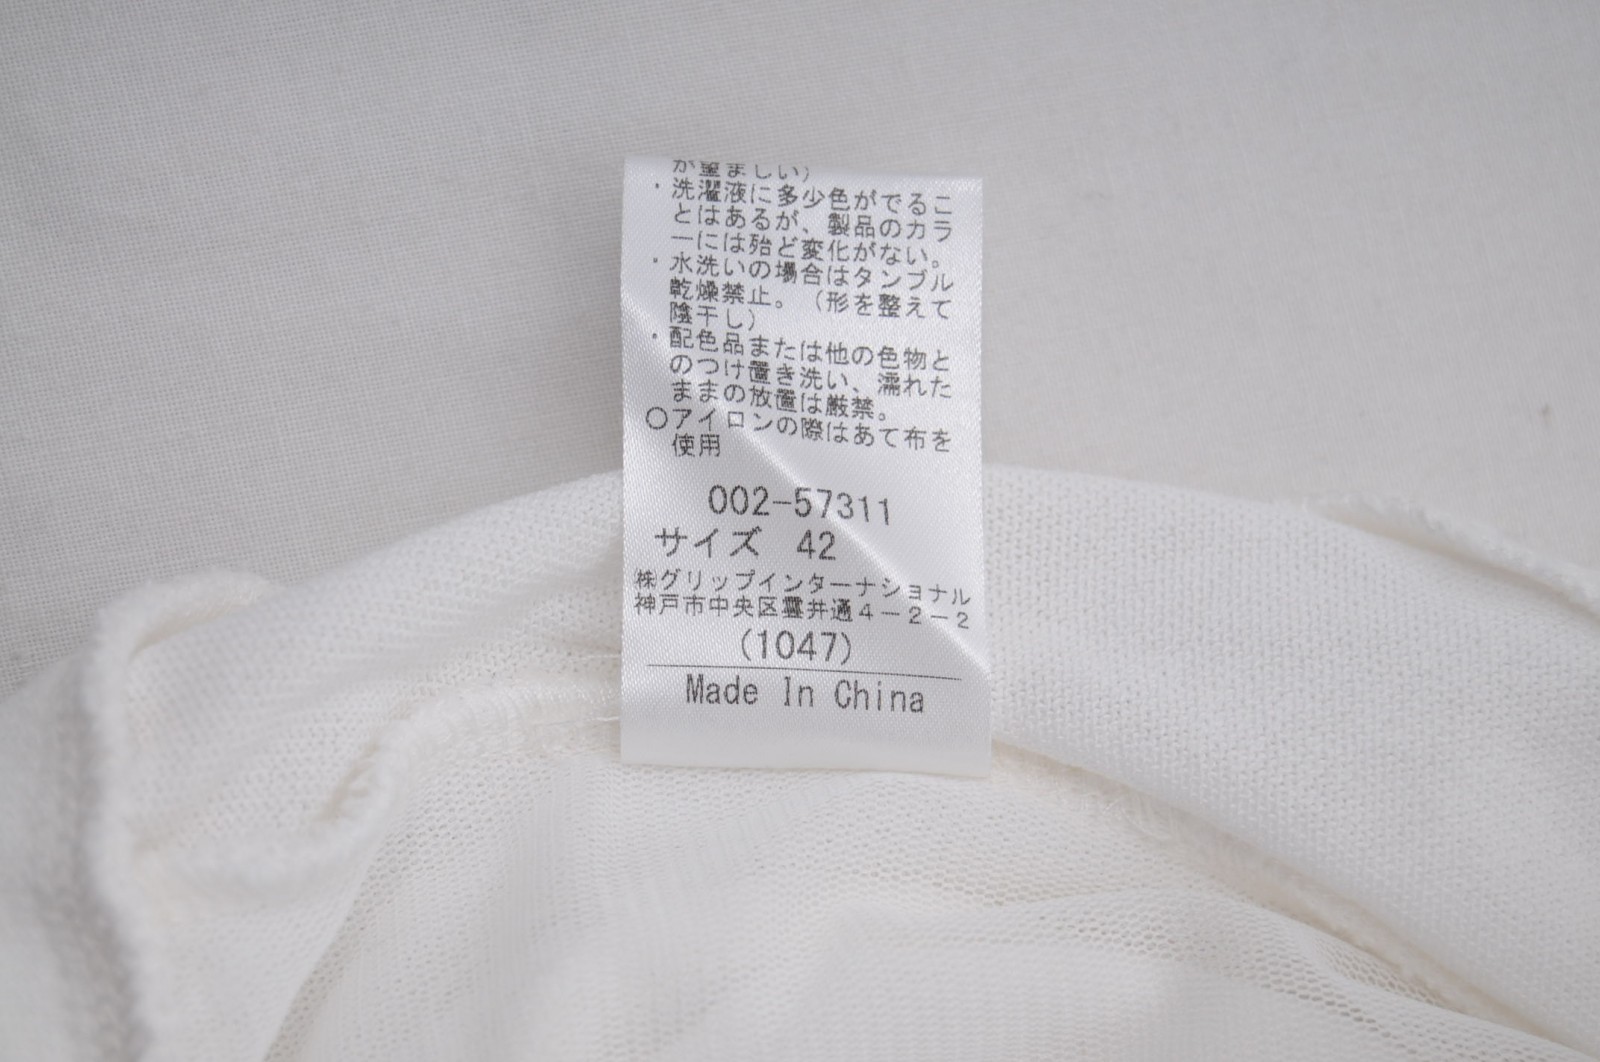 が望ましい)
・洗濯液に多少色がでるこ
とはあるが、製品のカラ
ーには殆ど変化がない。
・水洗いの場合はタンブル
乾燥禁止。(形を整えて
陰干し)
・配色品または他の色物と
のつけ置き洗い、濡れた
ままの放置は厳禁。
○アイロンの際はあて布を
使用
002-57311
サイズ 42
㈱グリップインターナショナル
神戸市中央区雲井通4-2-2
(1047)
Made In China